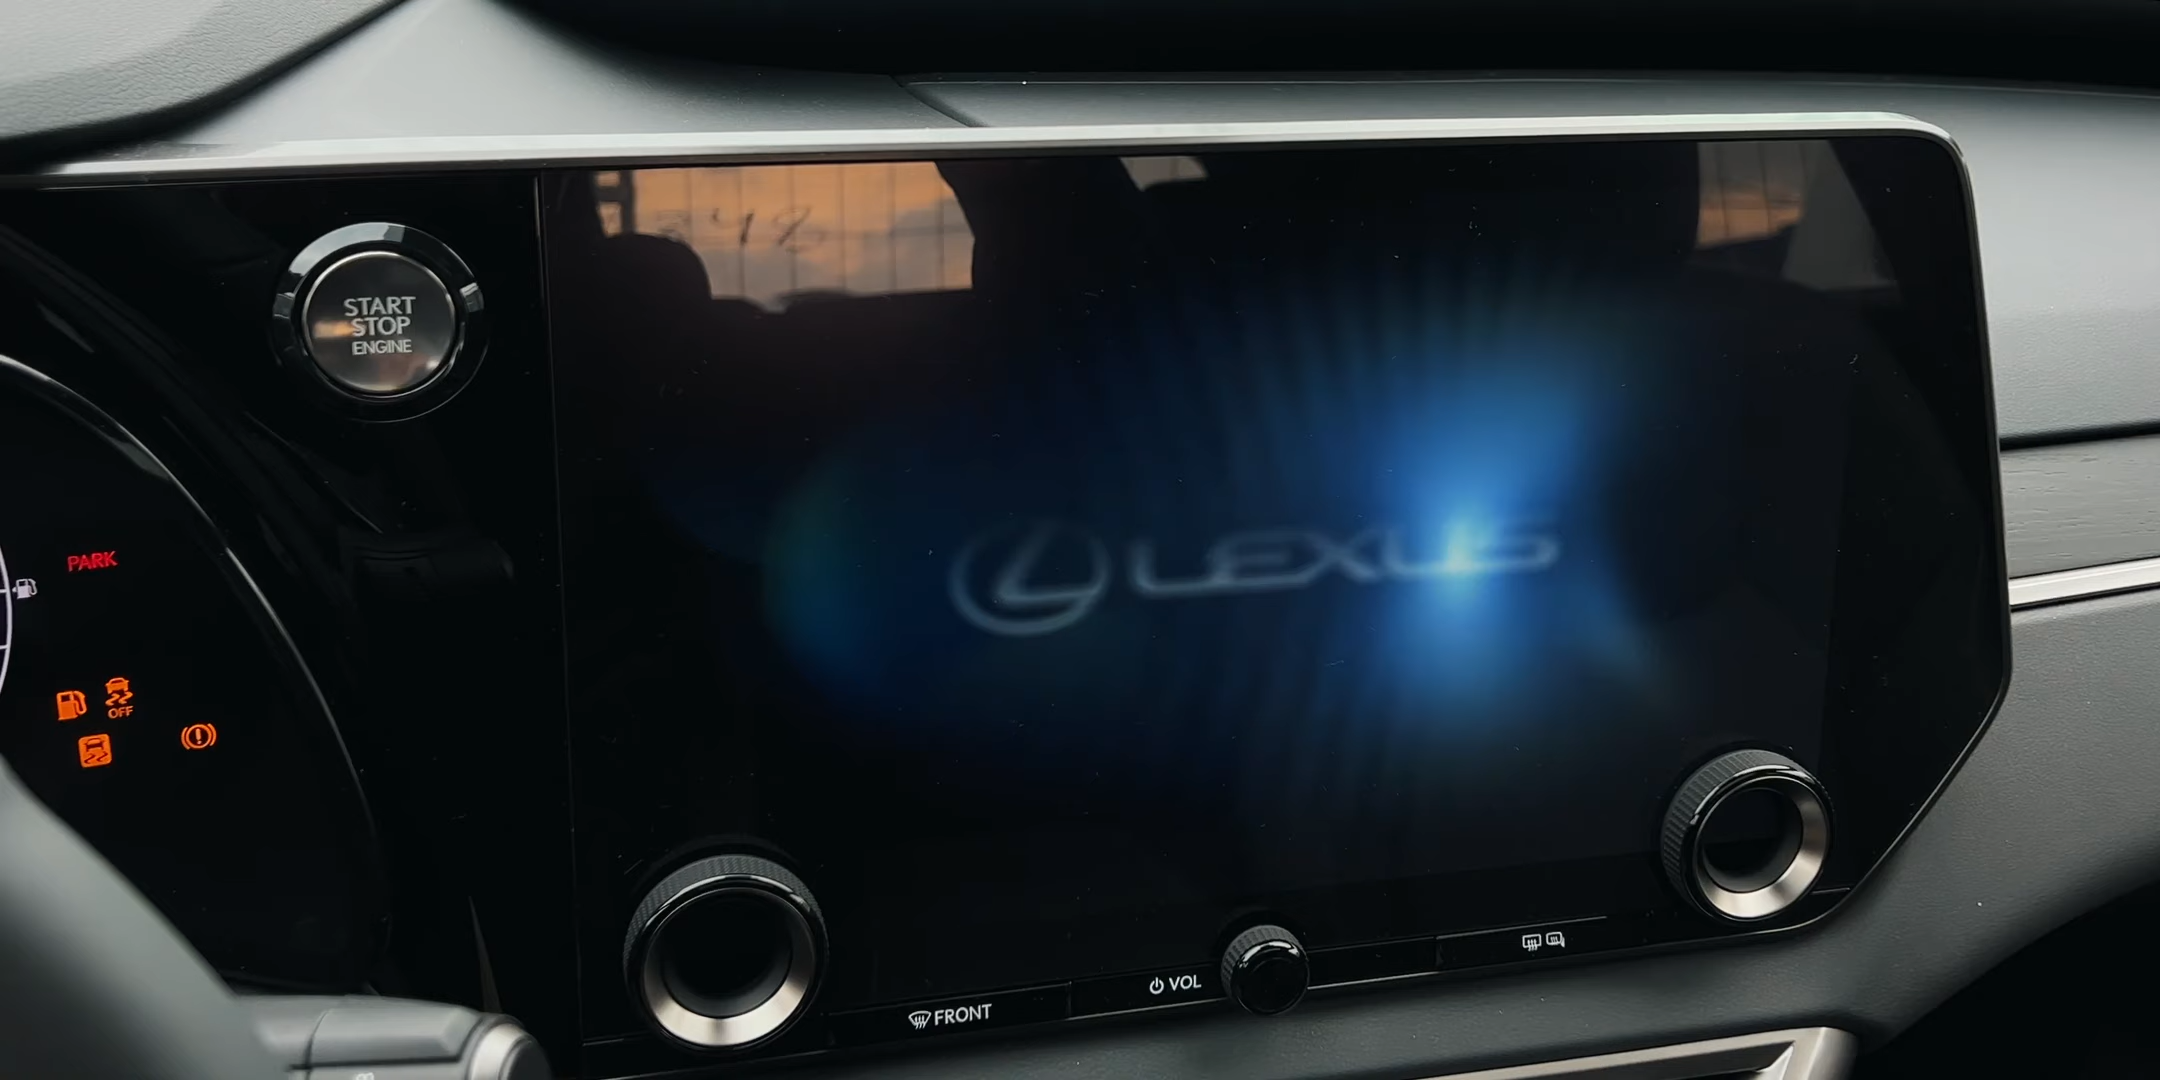 START
STOP
ENGINE
PARK
OFF
LEXUS
VOL
FRONT